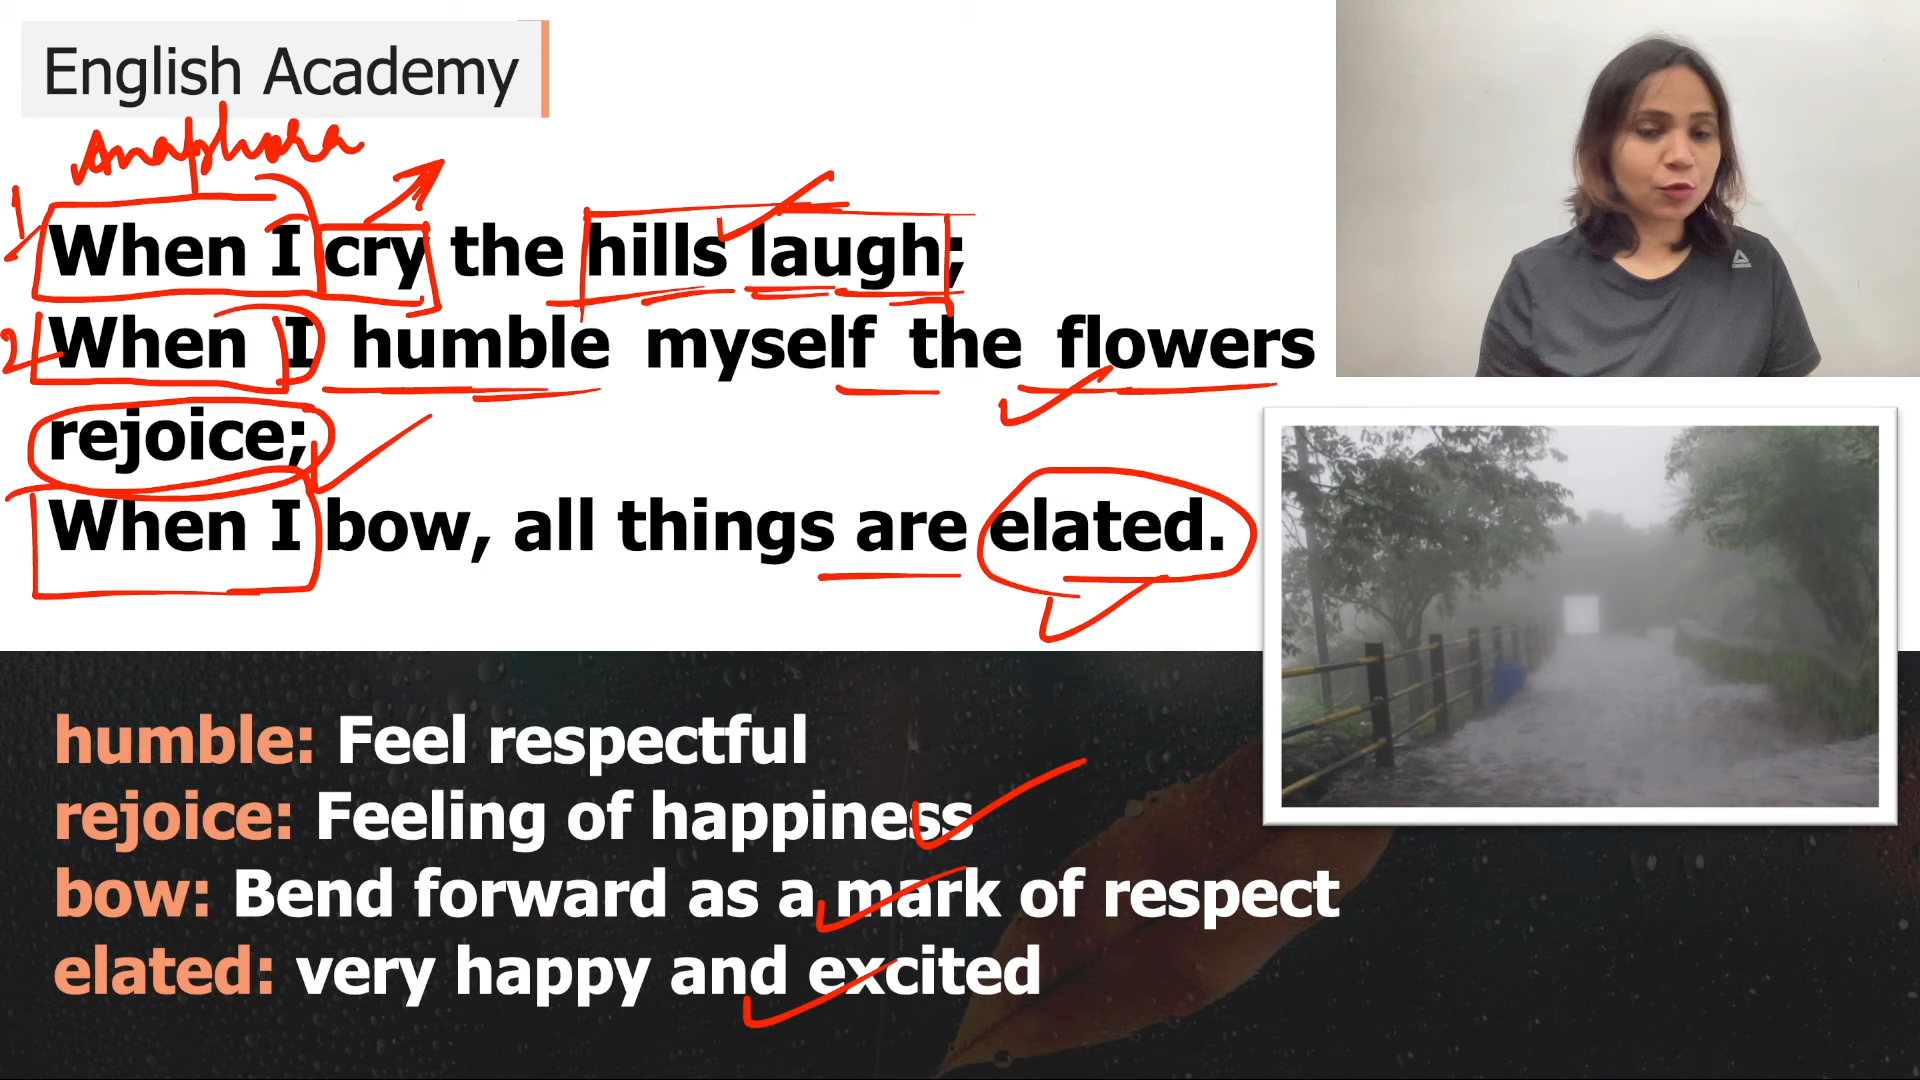 English Academy
Anaphora
1 When I cry the hills laugh;
2 When I humble myself the flowers
rejoice;
When I bow, all things are elated.
humble: Feel respectful
rejoice: Feeling of happiness
bow: Bend forward as a mark of respect
elated: very happy and excited